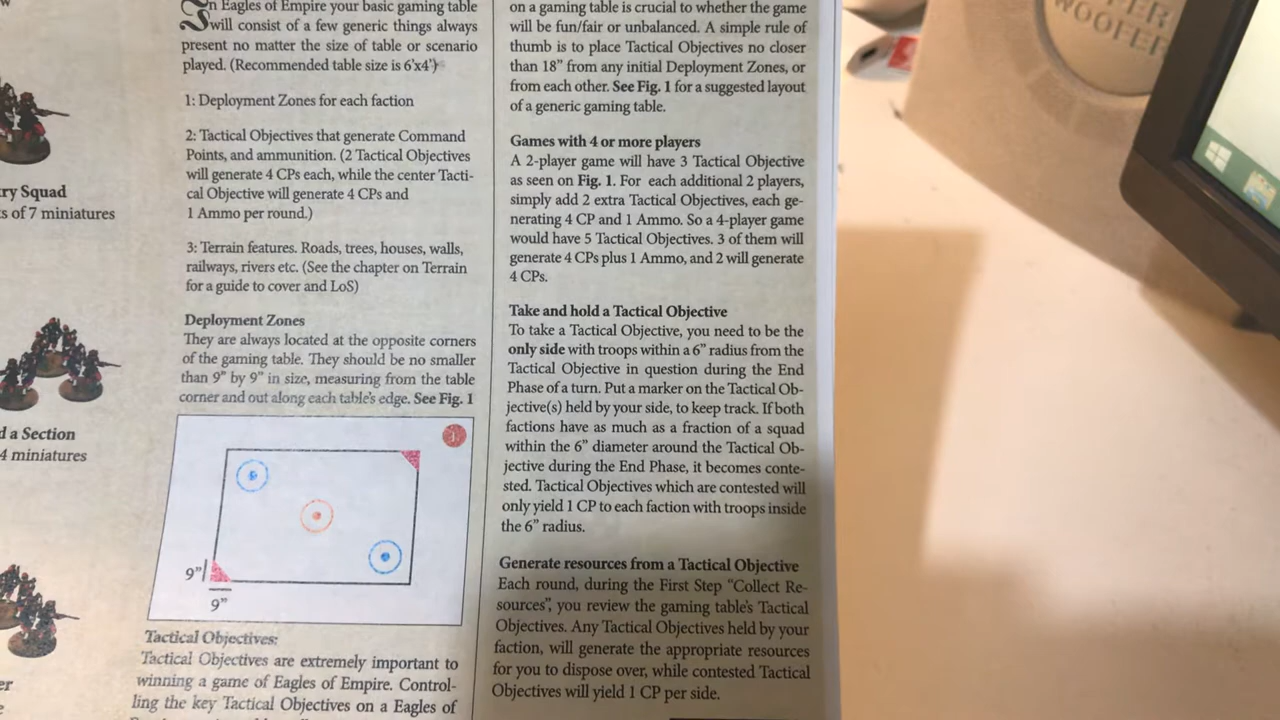 ry Squad
s of 7 miniatures
d a Section
4 miniatures
er
n Eagles of Empire your basic gaming table
will consist of a few generic things always
present no matter the size of table or scenario
played. (Recommended table size is 6'x4')
1: Deployment Zones for each faction
2: Tactical Objectives that generate Command
Points, and ammunition. (2 Tactical Objectives
will generate 4 CPs each, while the center Tacti-
cal Objective will generate 4 CPs and
1 Ammo per round.)
3: Terrain features. Roads, trees, houses, walls,
railways, rivers etc. (See the chapter on Terrain
for a guide to cover and LoS)
Deployment Zones
They are always located at the opposite corners
of the gaming table. They should be no smaller
than 9" by 9" in size, measuring from the table
corner and out along each table's edge. See Fig. 1
1
9"
9"
Tactical Objectives:
Tactical Objectives are extremely important to
winning a game of Eagles of Empire. Control-
ling the key Tactical Objectives on a Eagles of
on a gaming table is crucial to whether the game
will be fun/fair or unbalanced. A simple rule of
thumb is to place Tactical Objectives no closer
than 18" from any initial Deployment Zones, or
from each other. See Fig. 1 for a suggested layout
of a generic gaming table.
Games with 4 or more players
A 2-player game will have 3 Tactical Objective
as seen on Fig. 1. For each additional 2 players,
simply add 2 extra Tactical Objectives, each ge-
nerating 4 CP and 1 Ammo. So a 4-player game
would have 5 Tactical Objectives. 3 of them will
generate 4 CPs plus 1 Ammo, and 2 will generate
4 CPs.
Take and hold a Tactical Objective
To take a Tactical Objective, you need to be the
only side with troops within a 6" radius from the
Tactical Objective in question during the End
Phase of a turn. Put a marker on the Tactical Ob-
jective(s) held by your side, to keep track. If both
factions have as much as a fraction of a squad
within the 6" diameter around the Tactical Ob-
jective during the End Phase, it becomes conte-
sted. Tactical Objectives which are contested will
only yield 1 CP to each faction with troops inside
the 6" radius.
Generate resources from a Tactical Objective
Each round, during the First Step "Collect Re-
sources", you review the gaming table's Tactical
Objectives. Any Tactical Objectives held by your
faction, will generate the appropriate resources
for you to dispose over, while contested Tactical
Objectives will yield 1 CP per side.
WOOFER